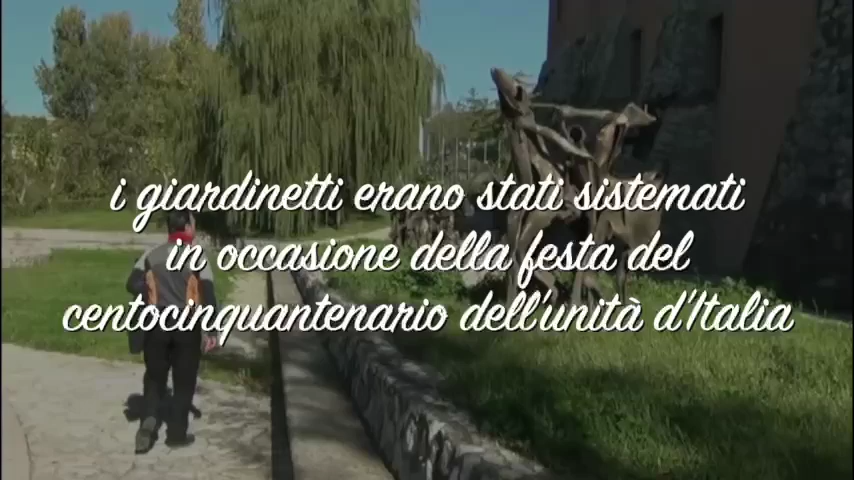 i giardinetti erano stati sistemati
in occasione della festa del
centocinquantenario dell'unità d'Italia